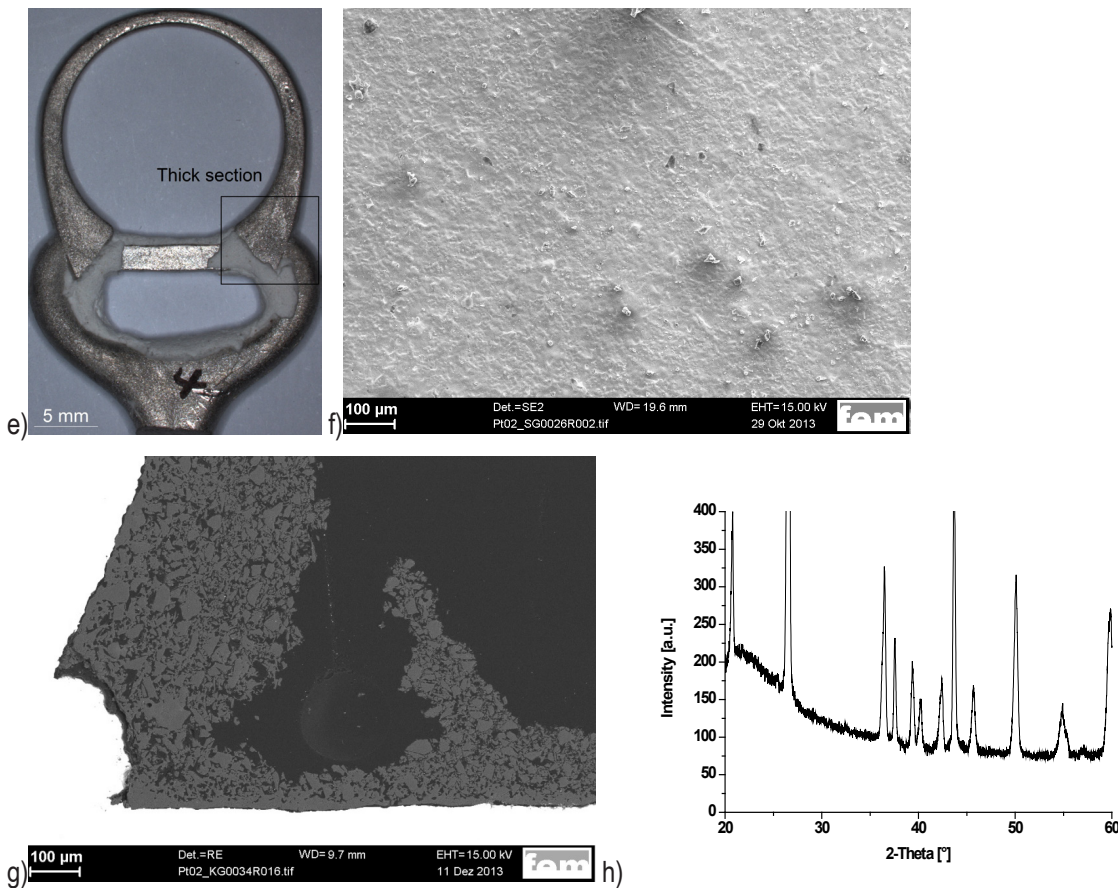 Thick section
5 mm
e)
100 µm
Det.=SE2 WD= 19.6 mm EHT= 15.00 kV
Pt02_SG0026R002.tif 29 Okt 2013
fem
f)
100 µm
Det.=RE WD= 9.7 mm EHT= 15.00 kV
Pt02_KG0034R016.tif 11 Dez 2013
fem
g)
400
350
300
250
200
150
100
50
0
Intensity [a.u.]
20 30 40 50 60
2-Theta [°]
h)